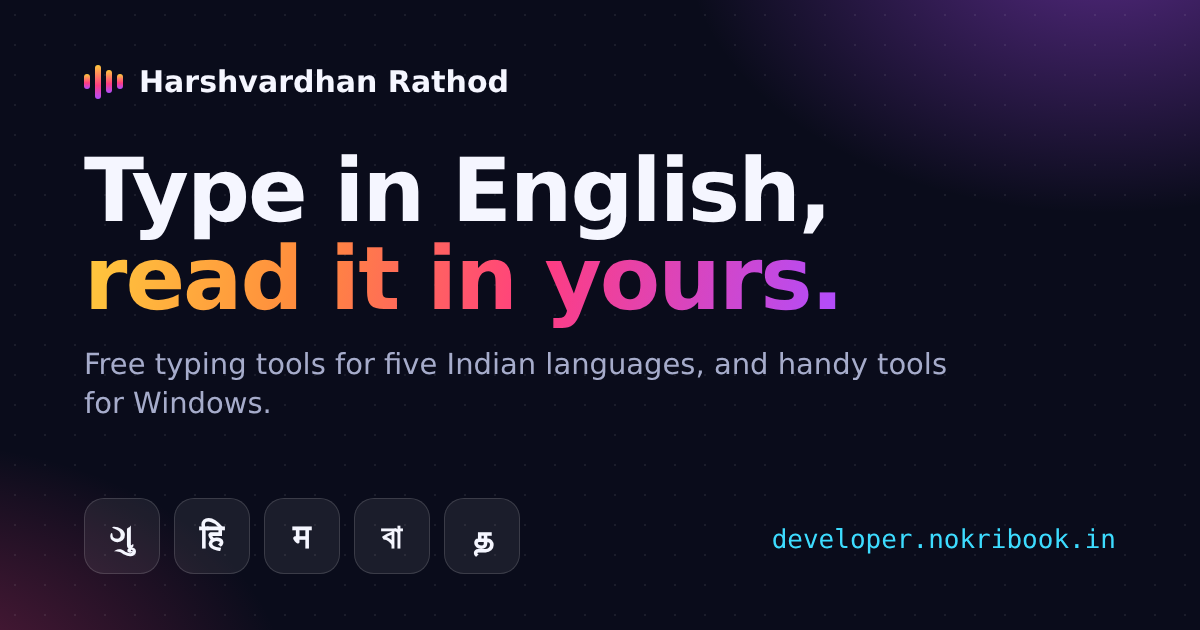 Harshvardhan Rathod
Type in English,
read it in yours.
Free typing tools for five Indian languages, and handy tools
for Windows.
ગુ हि म বা த
developer.nokribook.in